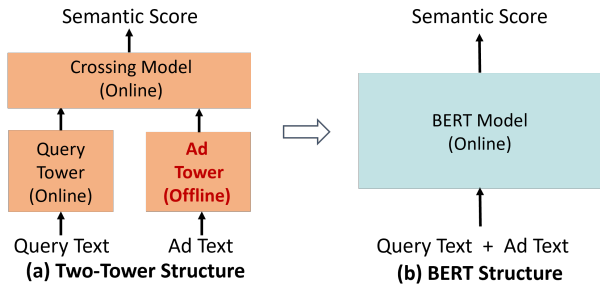 Semantic Score
Crossing Model
(Online)
Query
Tower
(Online)
Ad
Tower
(Offline)
Query Text
Ad Text
(a) Two-Tower Structure
Semantic Score
BERT Model
(Online)
Query Text + Ad Text
(b) BERT Structure